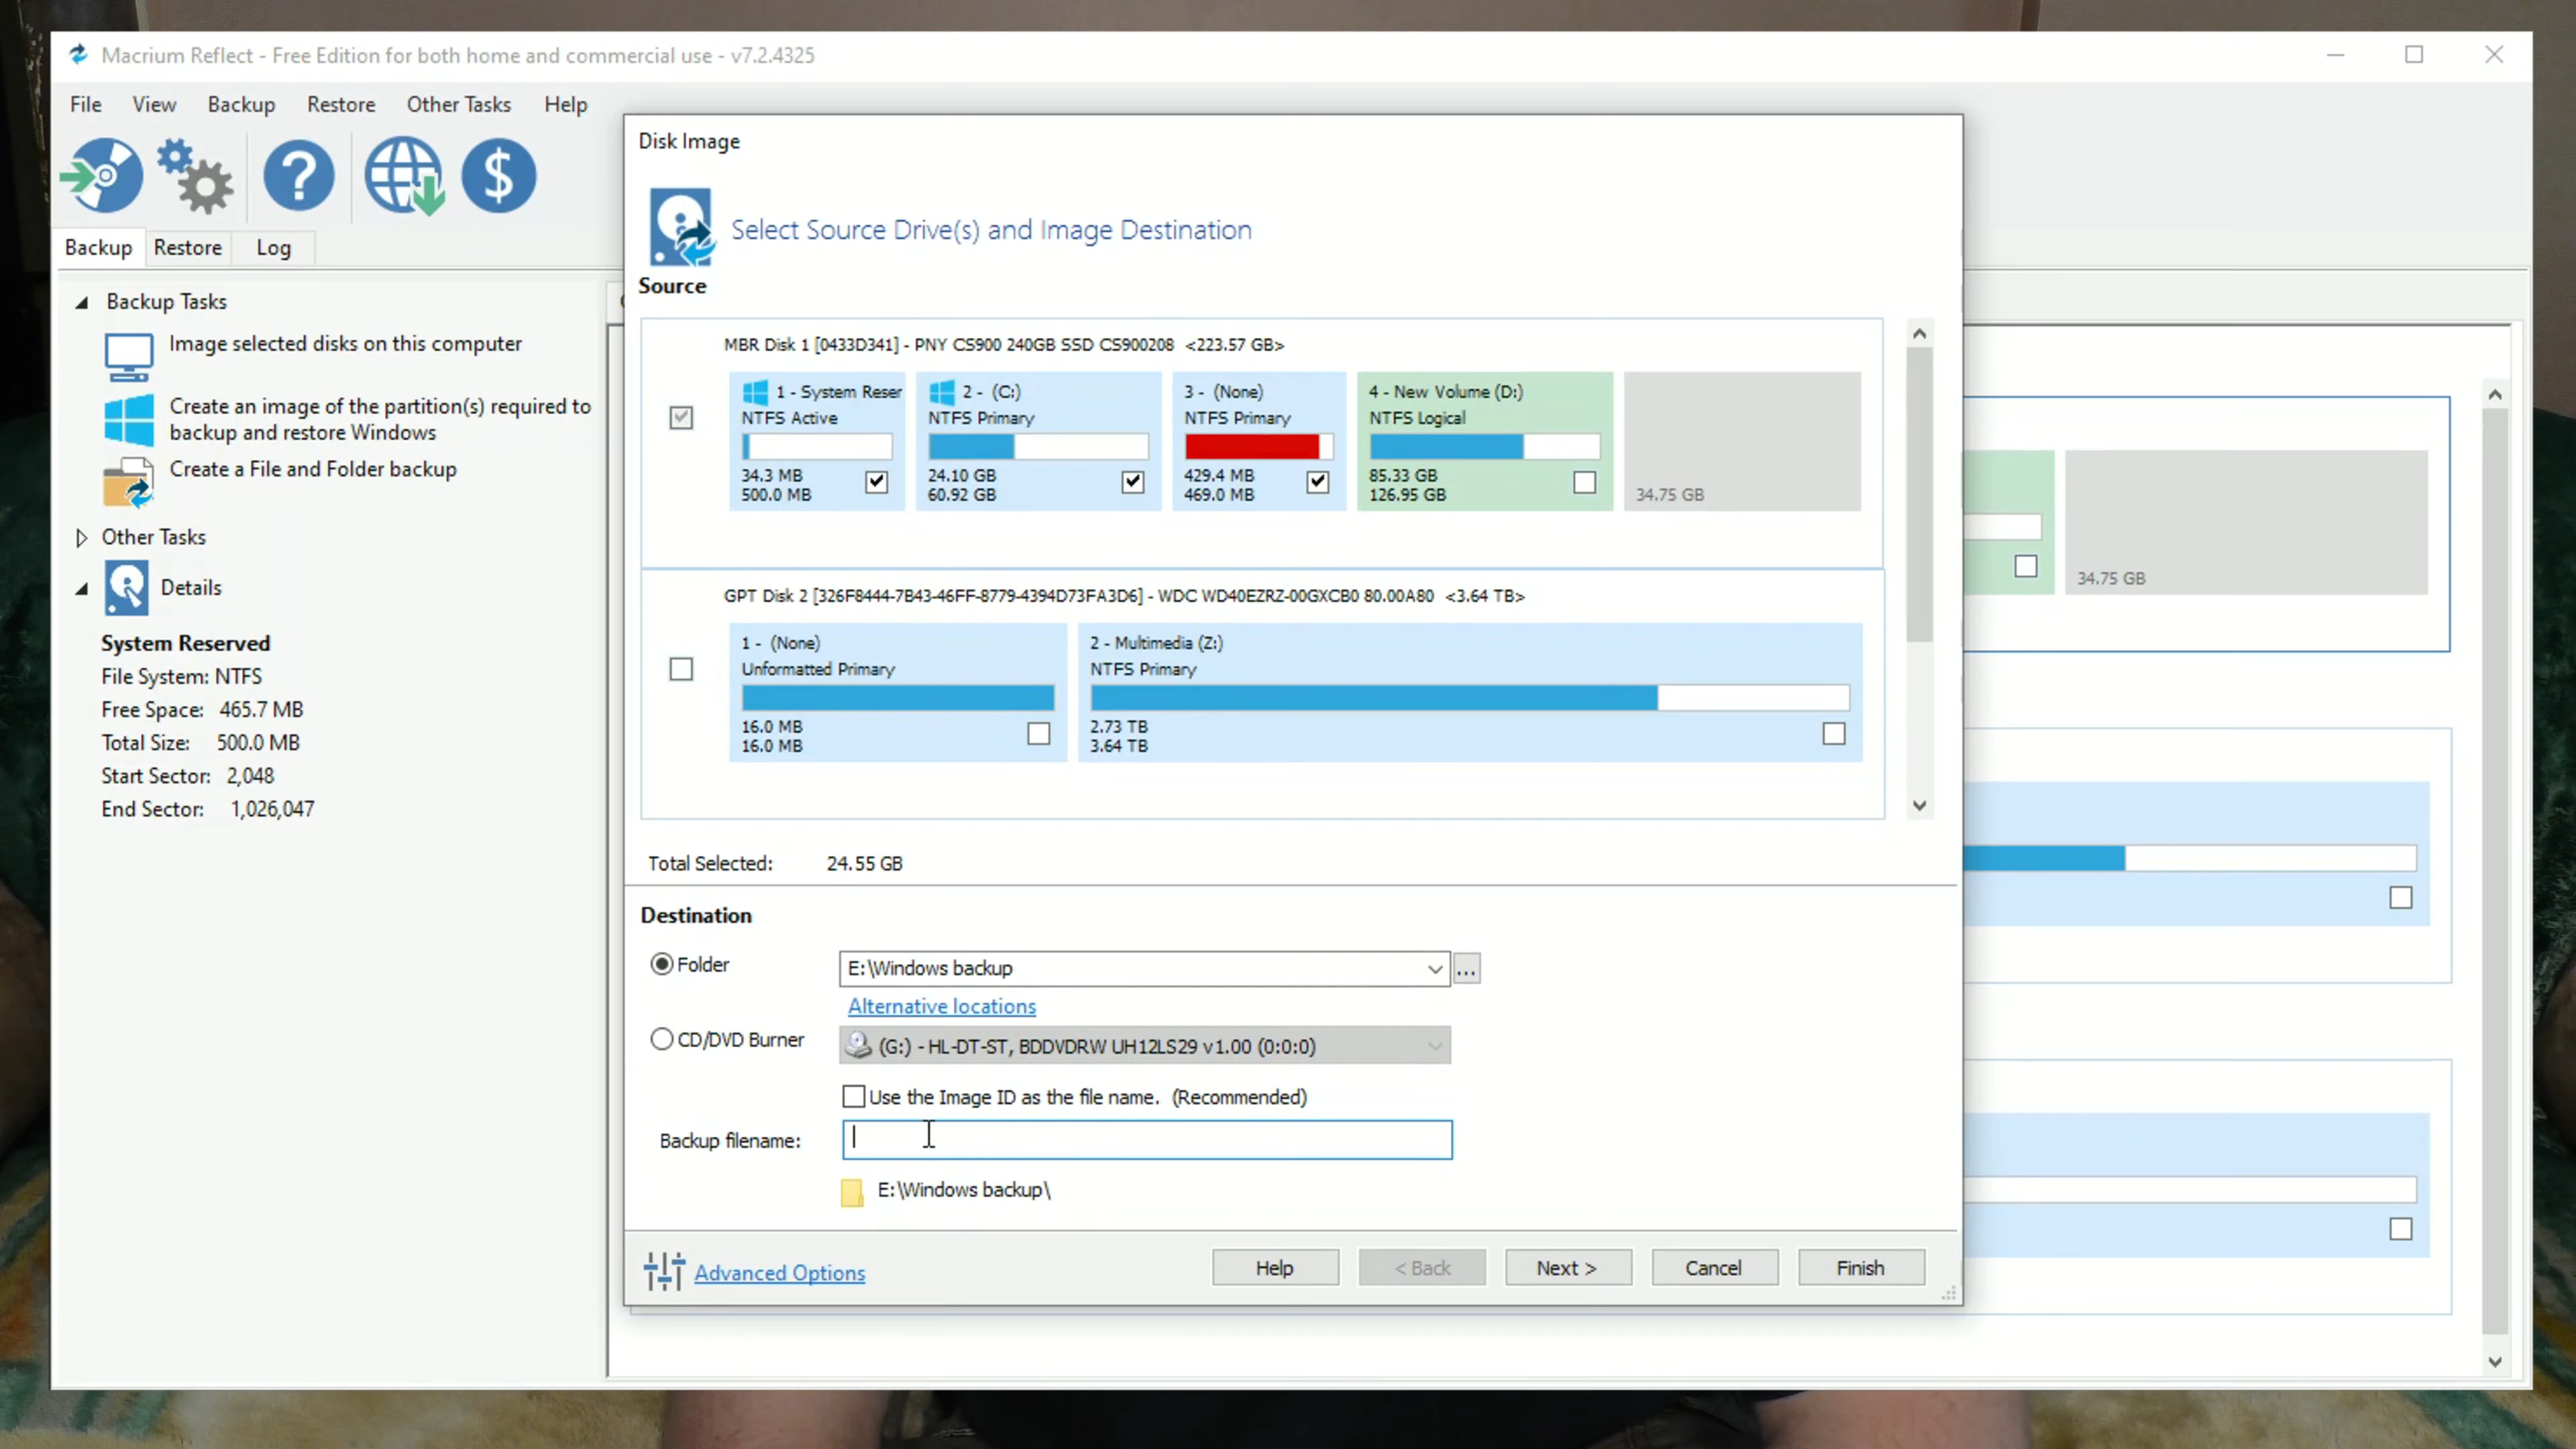 Macrium Reflect - Free Edition for both home and commercial use - v7.2.4325
File View Backup Restore Other Tasks Help
Backup Restore Log
Backup Tasks
Image selected disks on this computer
Create an image of the partition(s) required to
backup and restore Windows
Create a File and Folder backup
Other Tasks
Details
System Reserved
File System: NTFS
Free Space: 465.7 MB
Total Size: 500.0 MB
Start Sector: 2,048
End Sector: 1,026,047
Disk Image
Select Source Drive(s) and Image Destination
Source
MBR Disk 1 [0433D341] - PNY CS900 240GB SSD CS900208 <223.57 GB>
1 - System Reser
NTFS Active
34.3 MB
500.0 MB
2 - (C:)
NTFS Primary
24.10 GB
60.92 GB
3 - (None)
NTFS Primary
429.4 MB
469.0 MB
4 - New Volume (D:)
NTFS Logical
85.33 GB
126.95 GB
34.75 GB
GPT Disk 2 [326F8444-7B43-46FF-8779-4394D73FA3D6] - WDC WD40EZRZ-00GXCB0 80.00A80 <3.64 TB>
1 - (None)
Unformatted Primary
16.0 MB
16.0 MB
2 - Multimedia (Z:)
NTFS Primary
2.73 TB
3.64 TB
Total Selected: 24.55 GB
Destination
Folder
E:\Windows backup
...
Alternative locations
CD/DVD Burner
(G:) - HL-DT-ST, BDDVDRW UH12LS29 v1.00 (0:0:0)
Use the Image ID as the file name. (Recommended)
Backup filename:
E:\Windows backup\
Advanced Options
Help
< Back
Next >
Cancel
Finish
34.75 GB